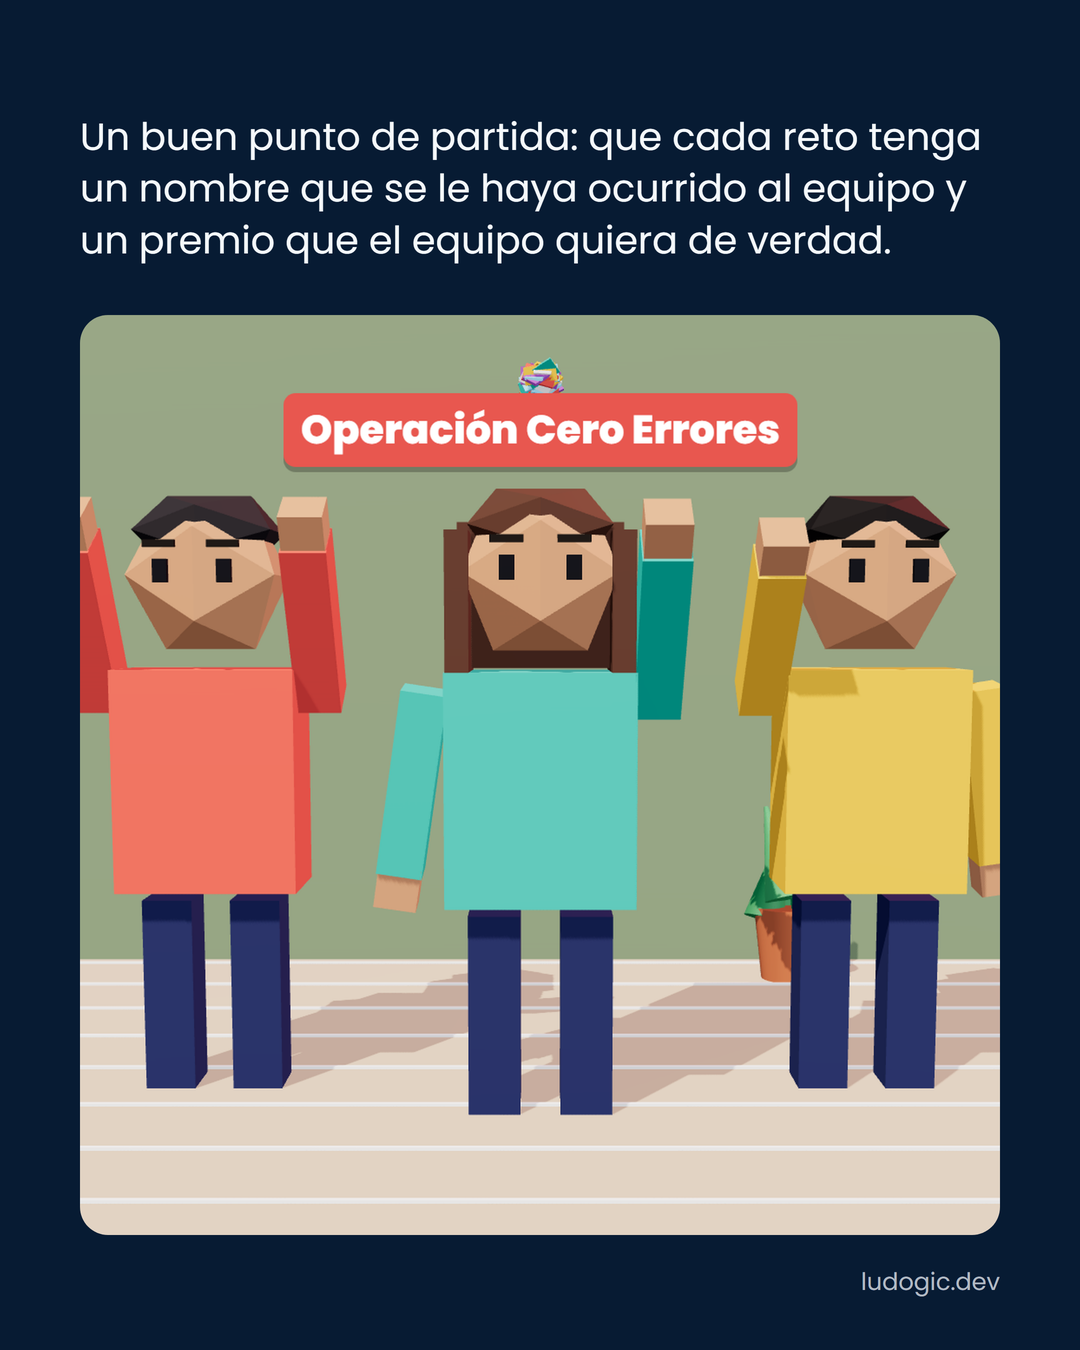 Un buen punto de partida: que cada reto tenga
un nombre que se le haya ocurrido al equipo y
un premio que el equipo quiera de verdad.
Operación Cero Errores
ludogic.dev